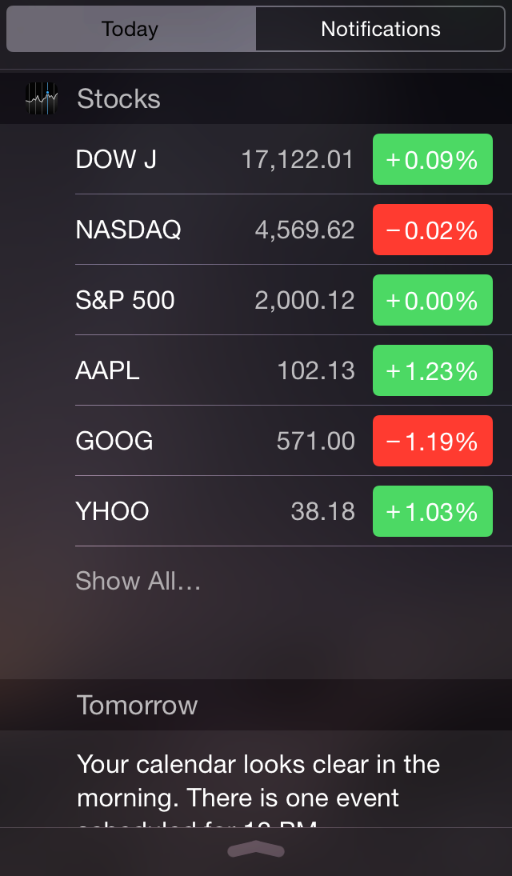 Today Notifications
Stocks
DOW J 17,122.01 +0.09%
NASDAQ 4,569.62 −0.02%
S&P 500 2,000.12 +0.00%
AAPL 102.13 +1.23%
GOOG 571.00 −1.19%
YHOO 38.18 +1.03%
Show All...
Tomorrow
Your calendar looks clear in the
morning. There is one event